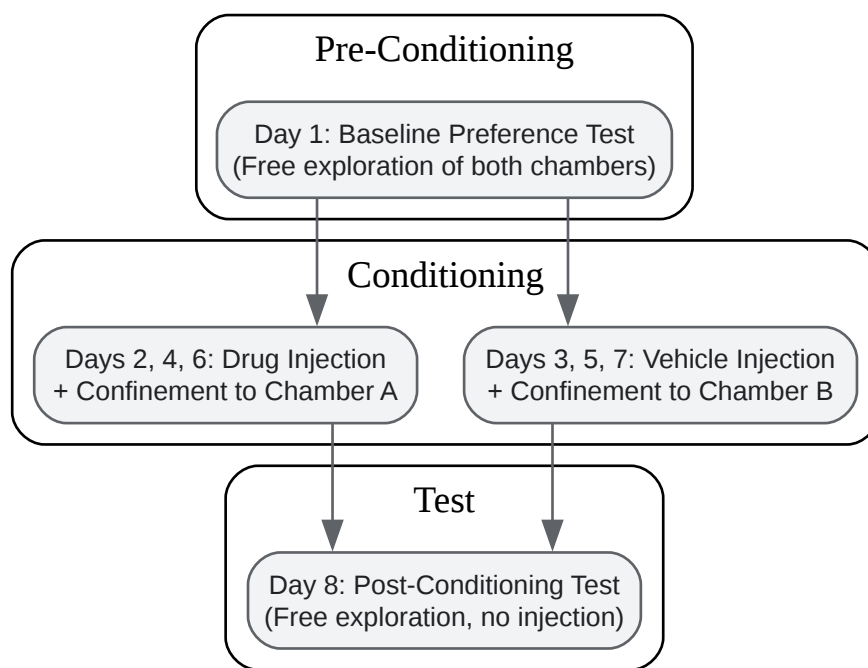 Pre-Conditioning
Day 1: Baseline Preference Test
(Free exploration of both chambers)
Conditioning
Days 2, 4, 6: Drug Injection
+ Confinement to Chamber A
Days 3, 5, 7: Vehicle Injection
+ Confinement to Chamber B
Test
Day 8: Post-Conditioning Test
(Free exploration, no injection)